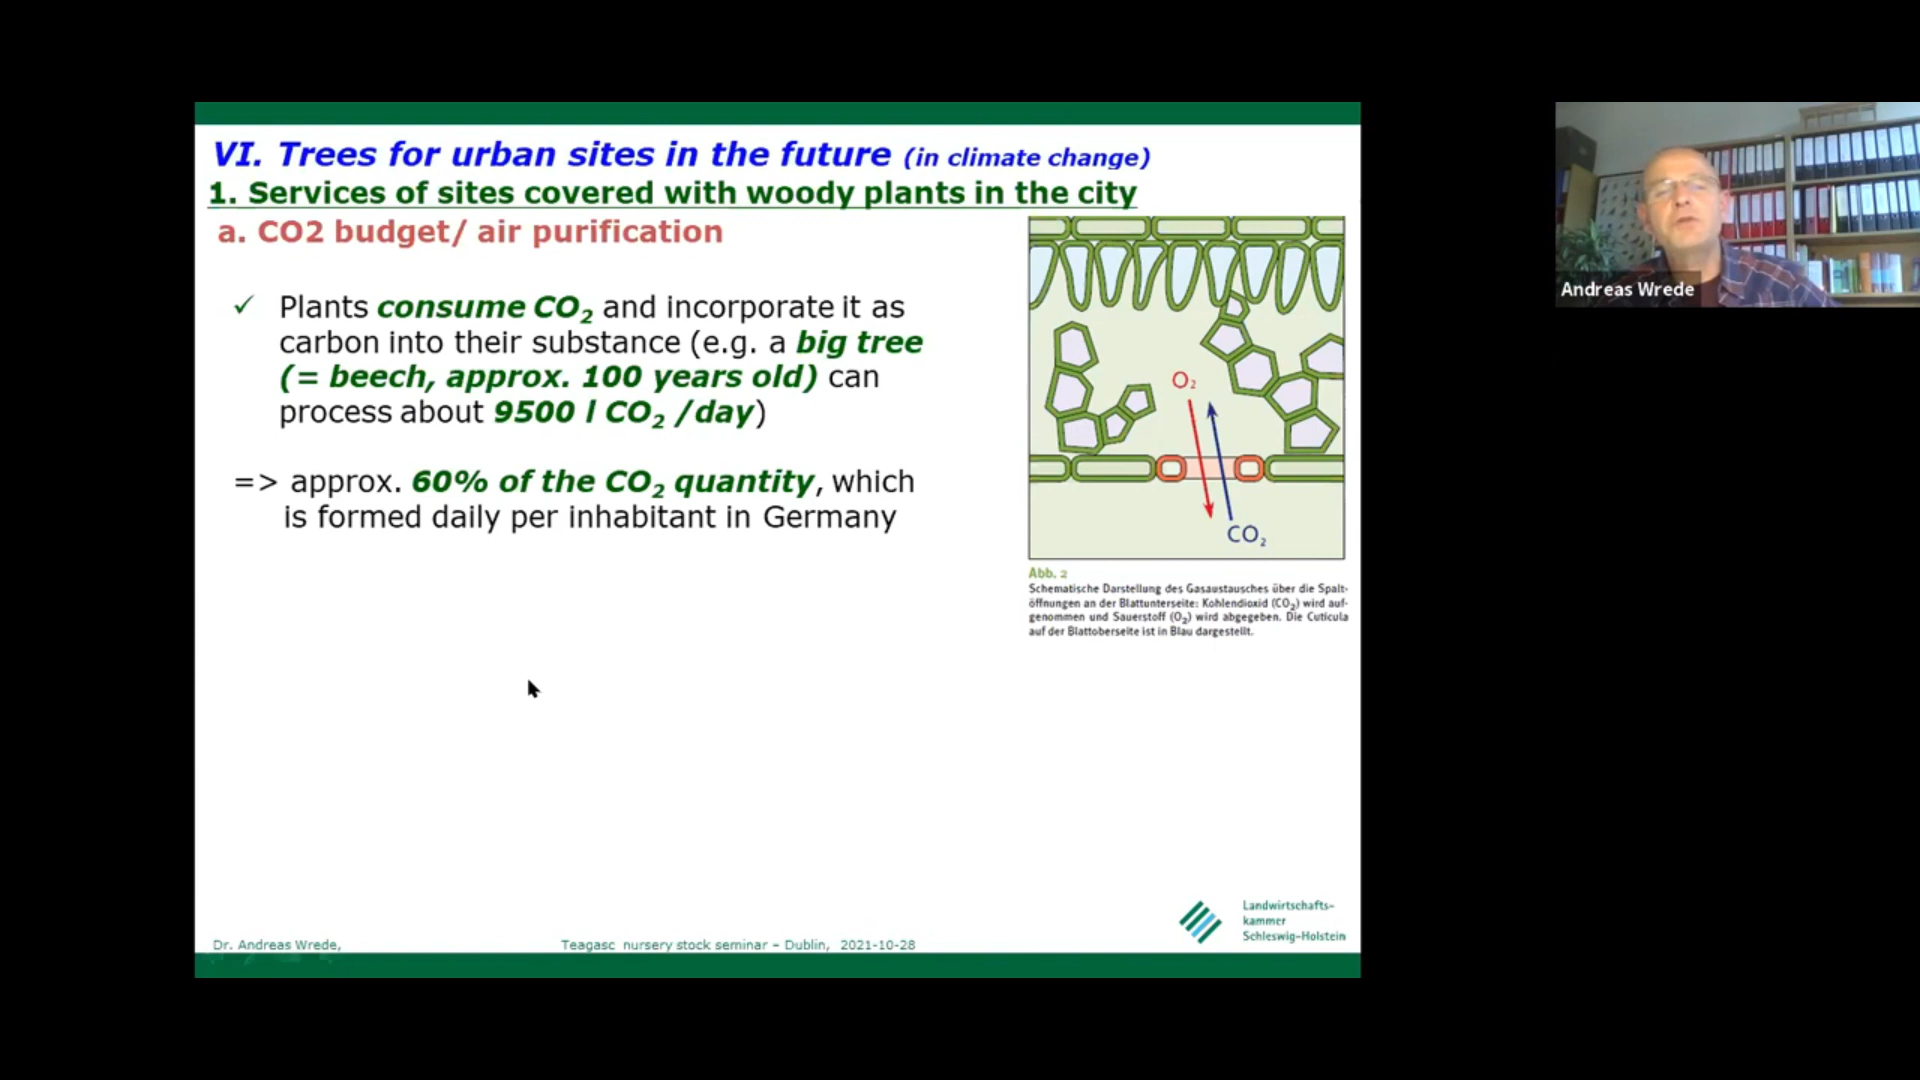 VI. Trees for urban sites in the future (in climate change)
1. Services of sites covered with woody plants in the city
a. CO2 budget/ air purification
✓ Plants consume CO₂ and incorporate it as
carbon into their substance (e.g. a big tree
(= beech, approx. 100 years old) can
process about 9500 l CO₂ /day)
=> approx. 60% of the CO₂ quantity, which
is formed daily per inhabitant in Germany
O₂
CO₂
Abb. 2
Schematische Darstellung des Gasaustausches über die Spalt-
öffnungen an der Blattunterseite: Kohlendioxid (CO₂) wird auf-
genommen und Sauerstoff (O₂) wird abgegeben. Die Cuticula
auf der Blattoberseite ist in Blau dargestellt.
Andreas Wrede
Landwirtschafts-
kammer
Schleswig-Holstein
Dr. Andreas Wrede, Teagasc nursery stock seminar – Dublin, 2021-10-28